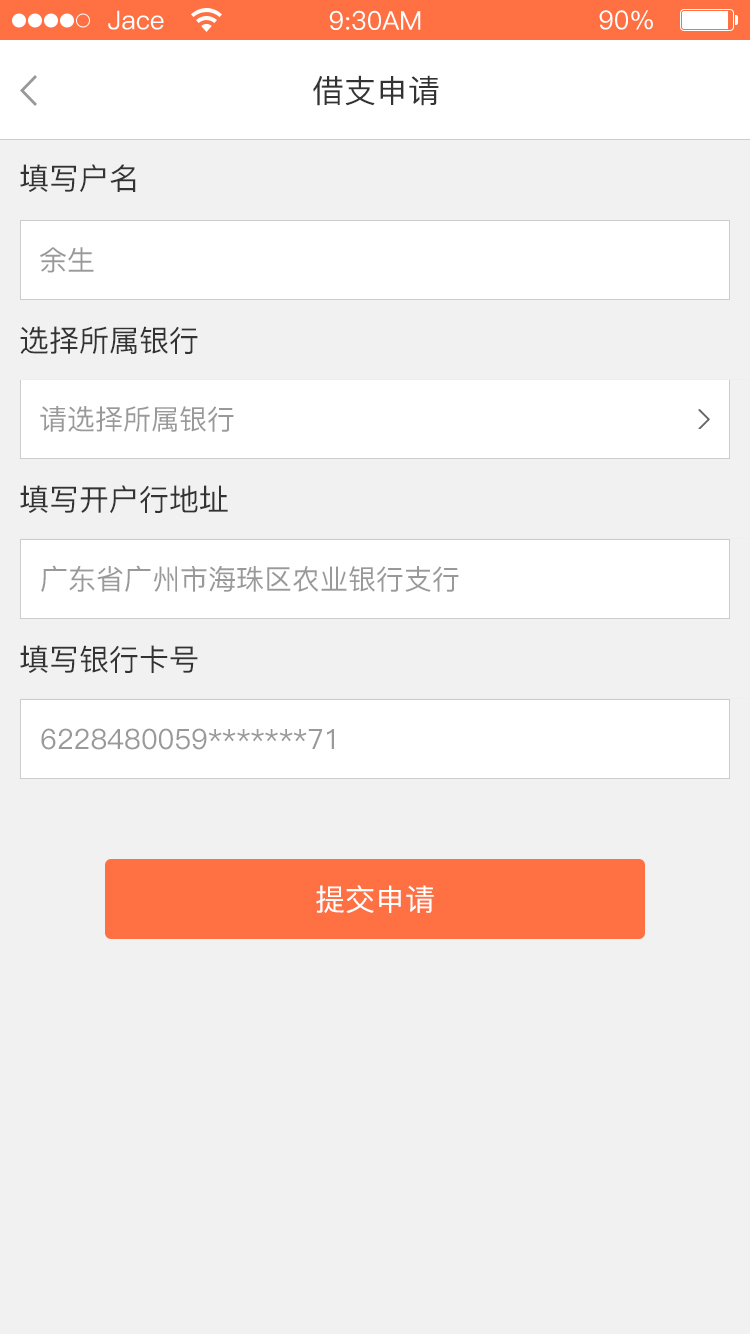 Jace 9:30AM 90%
借支申请
填写户名
余生
选择所属银行
请选择所属银行
填写开户行地址
广东省广州市海珠区农业银行支行
填写银行卡号
6228480059*******71
提交申请